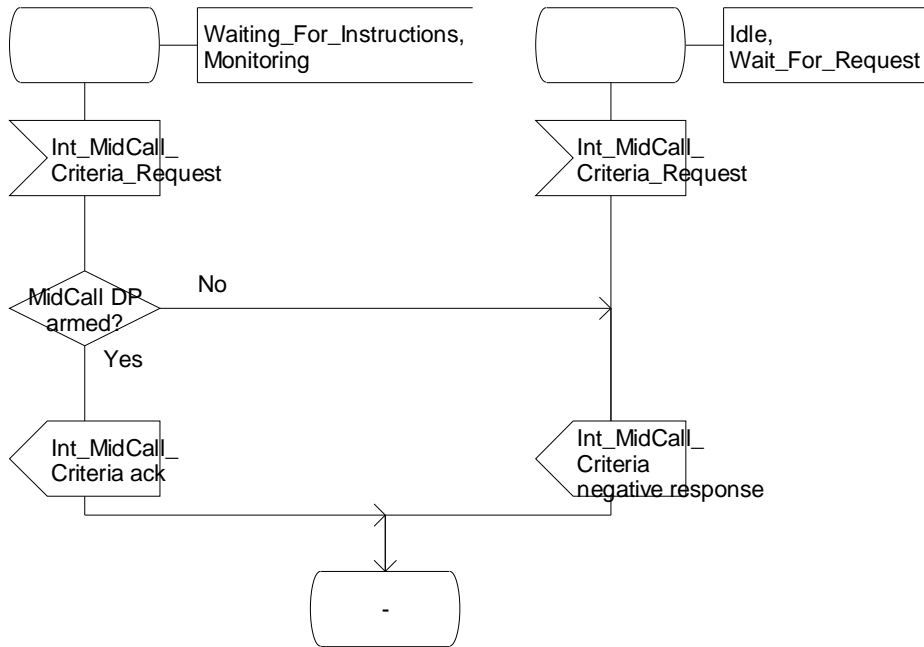 Waiting_For_Instructions,
Monitoring
Idle,
Wait_For_Request
Int_MidCall_
Criteria_Request
Int_MidCall_
Criteria_Request
MidCall DP
armed?
No
Yes
Int_MidCall_
Criteria ack
Int_MidCall_
Criteria
negative response
-